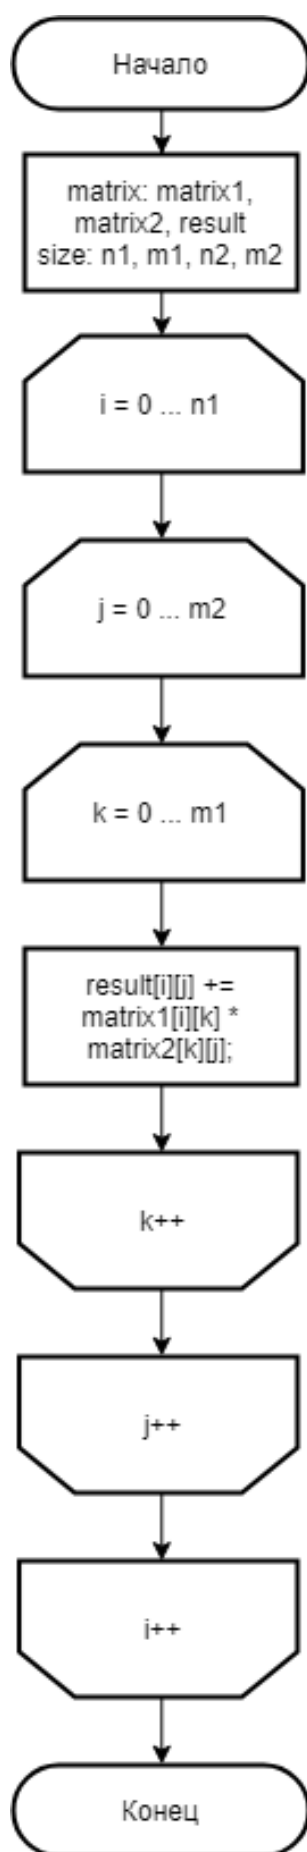 Начало
matrix: matrix1,
matrix2, result
size: n1, m1, n2, m2
i = 0 ... n1
j = 0 ... m2
k = 0 ... m1
result[i][j] +=
matrix1[i][k] *
matrix2[k][j];
k++
j++
i++
Конец